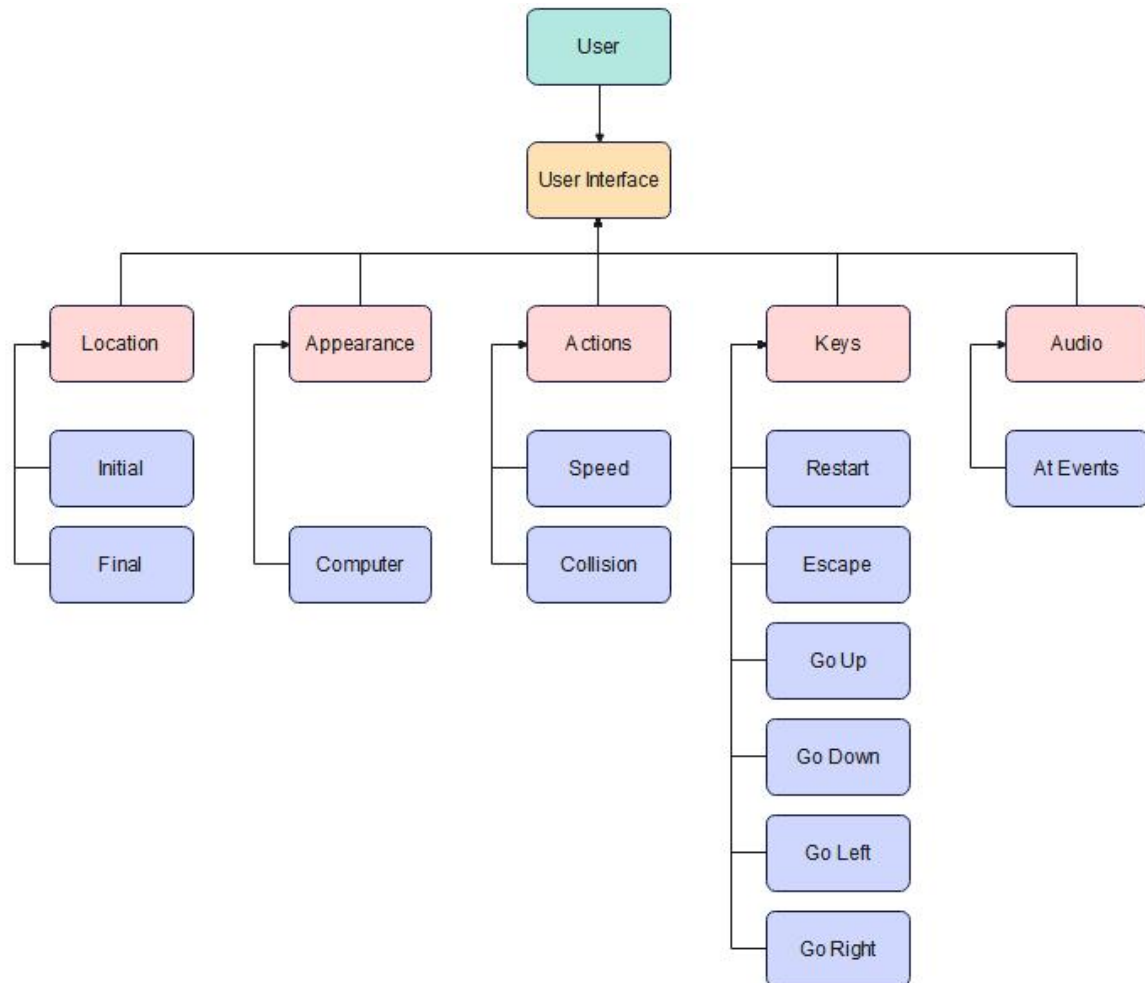 User
User Interface
Location
Appearance
Actions
Keys
Audio
Initial
Speed
Restart
At Events
Final
Computer
Collision
Escape
Go Up
Go Down
Go Left
Go Right